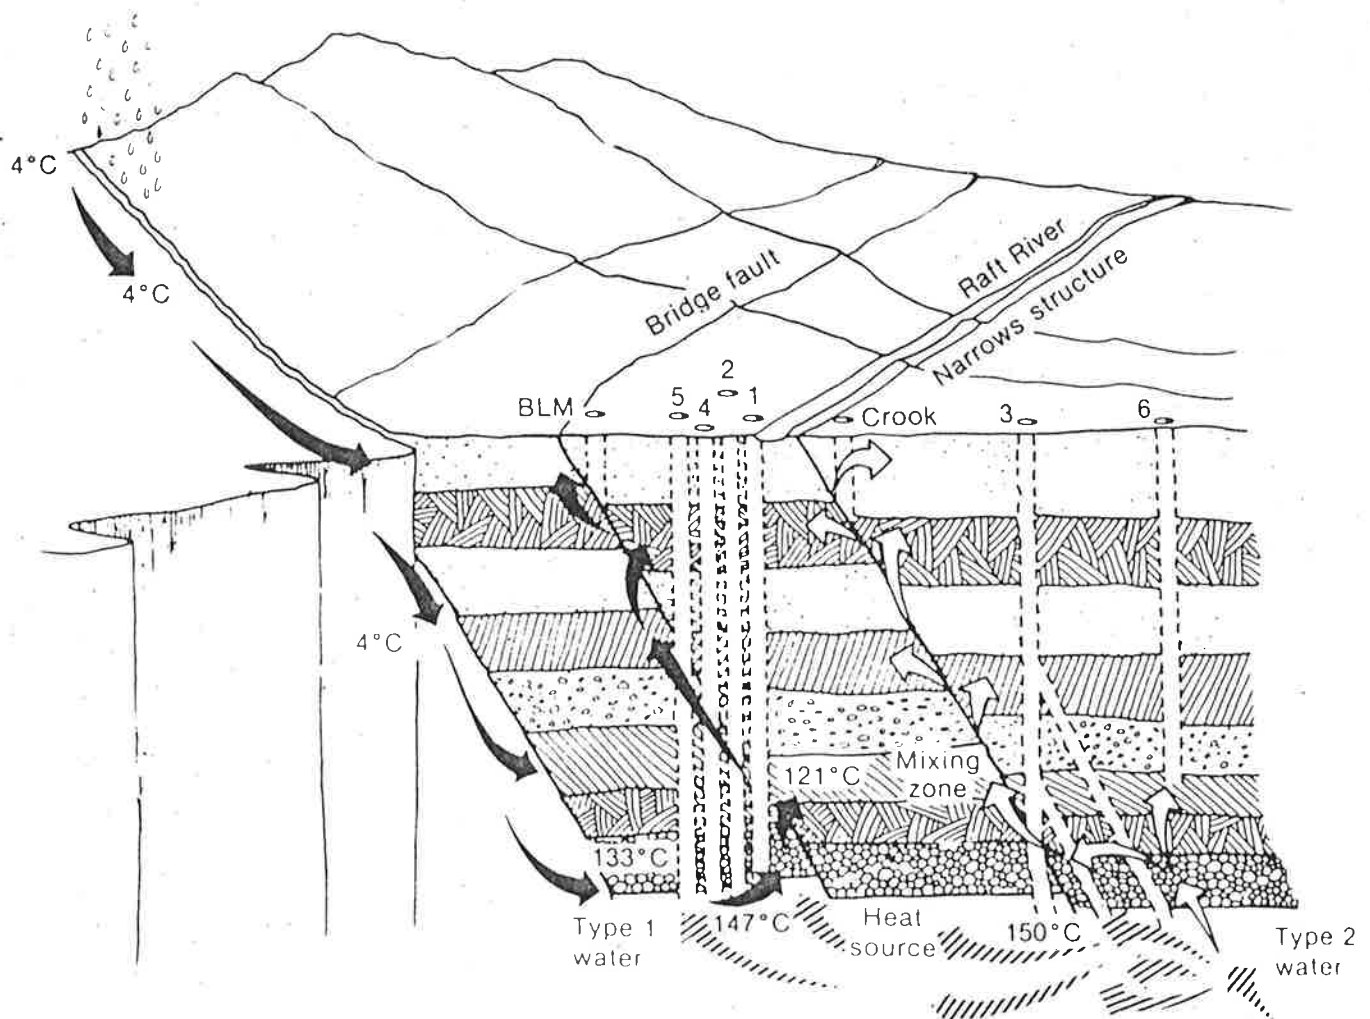 4°C
4°C
Bridge fault
Raft River
Narrows structure
2
BLM
5
4
1
Crook
3
6
4°C
121°C
Mixing
zone
133°C
Type 1
water
147°C
Heat
source
150°C
Type 2
water